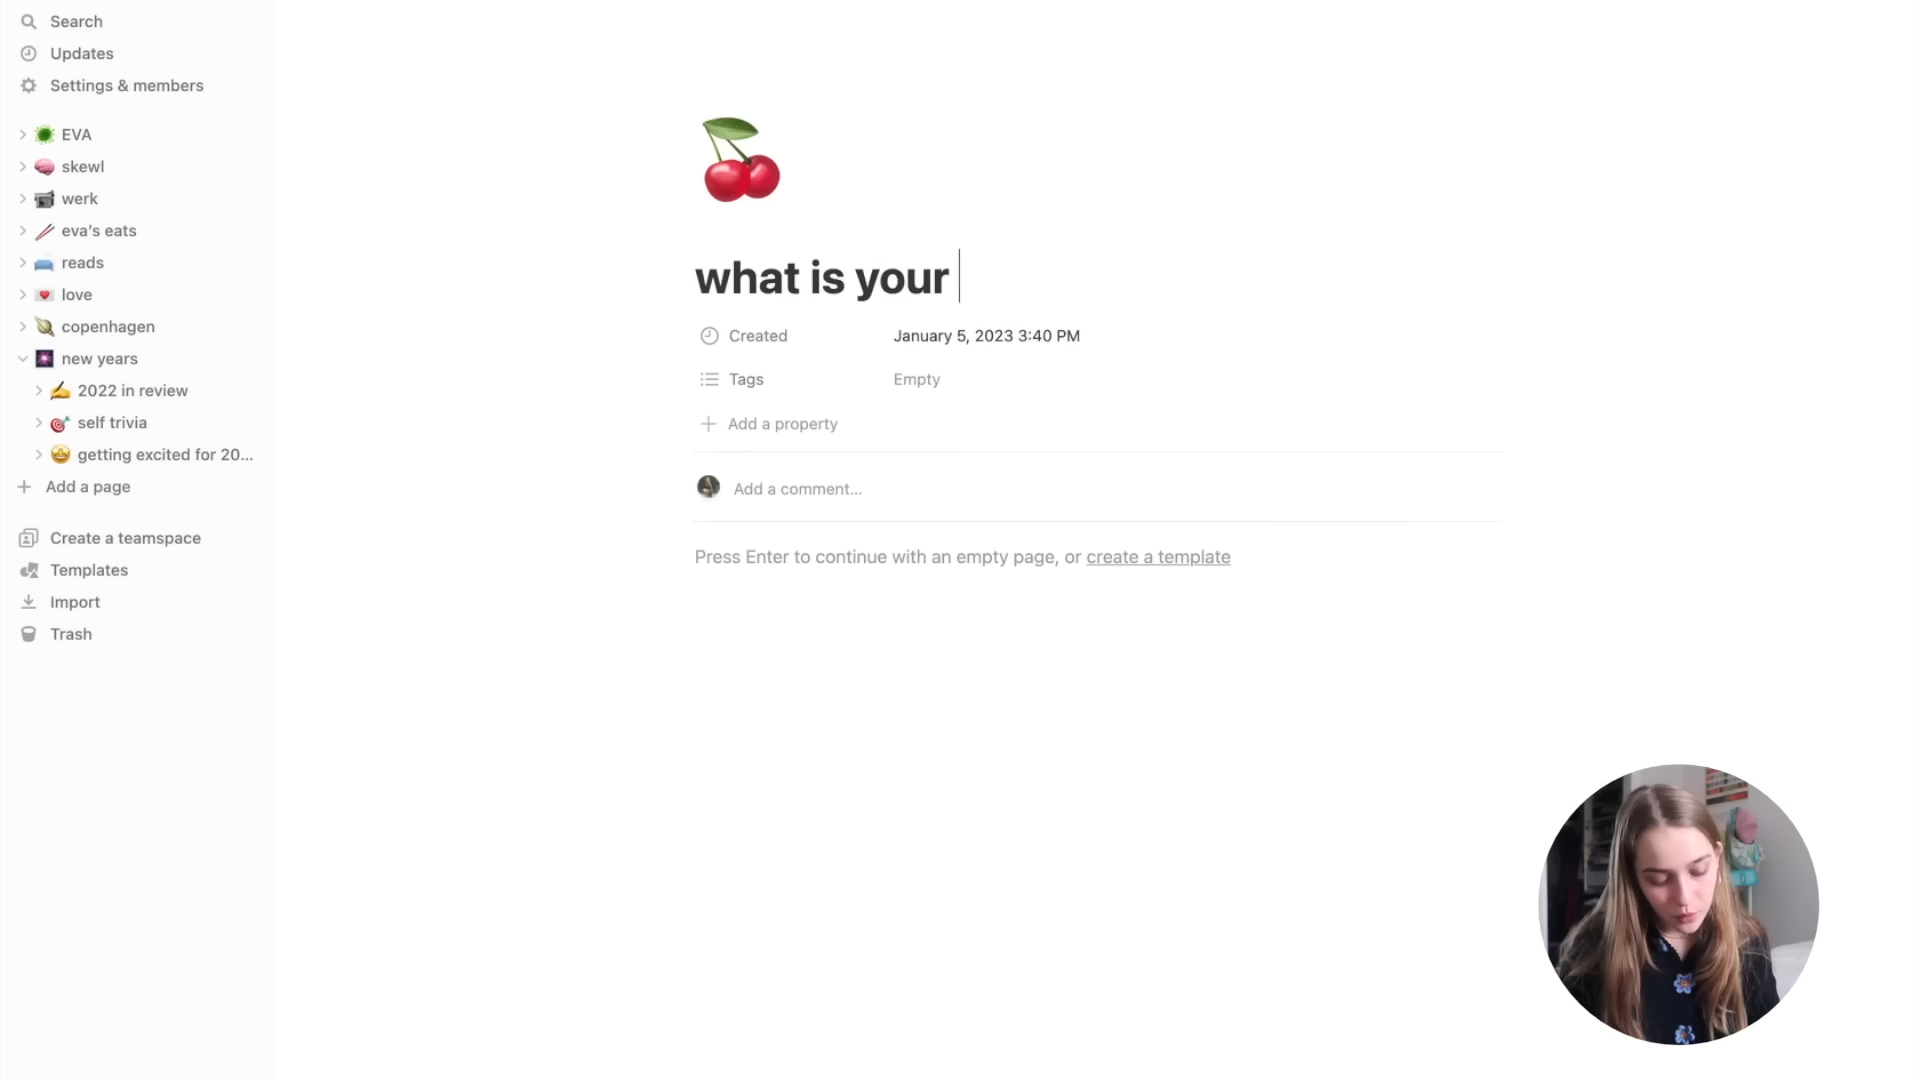 Search
Updates
Settings & members
EVA
skewl
werk
eva's eats
reads
love
copenhagen
new years
2022 in review
self trivia
getting excited for 20...
Add a page
Create a teamspace
Templates
Import
Trash
what is your
Created January 5, 2023 3:40 PM
Tags Empty
Add a property
Add a comment...
Press Enter to continue with an empty page, or create a template